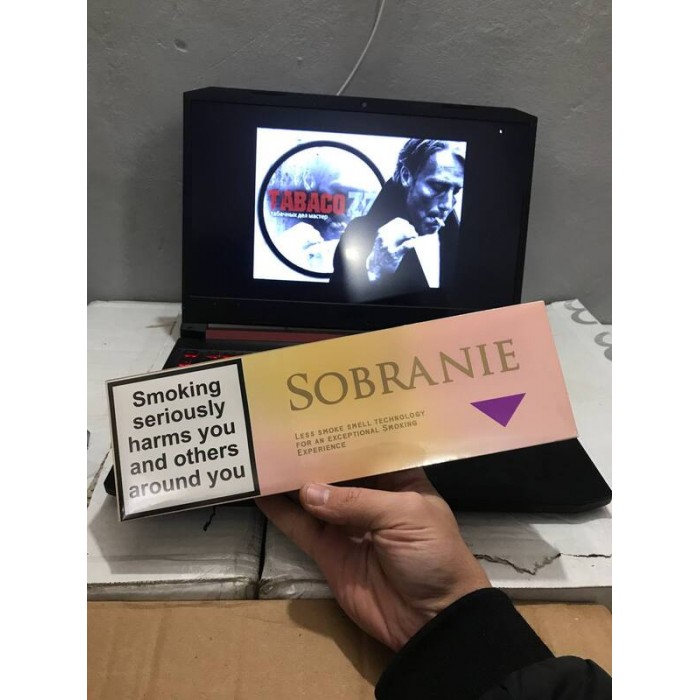 TABACO
табачных дел мастер
SOBRANIE
LESS SMOKE SMELL TECHNOLOGY
FOR AN EXCEPTIONAL SMOKING
EXPERIENCE
Smoking
seriously
harms you
and others
around you